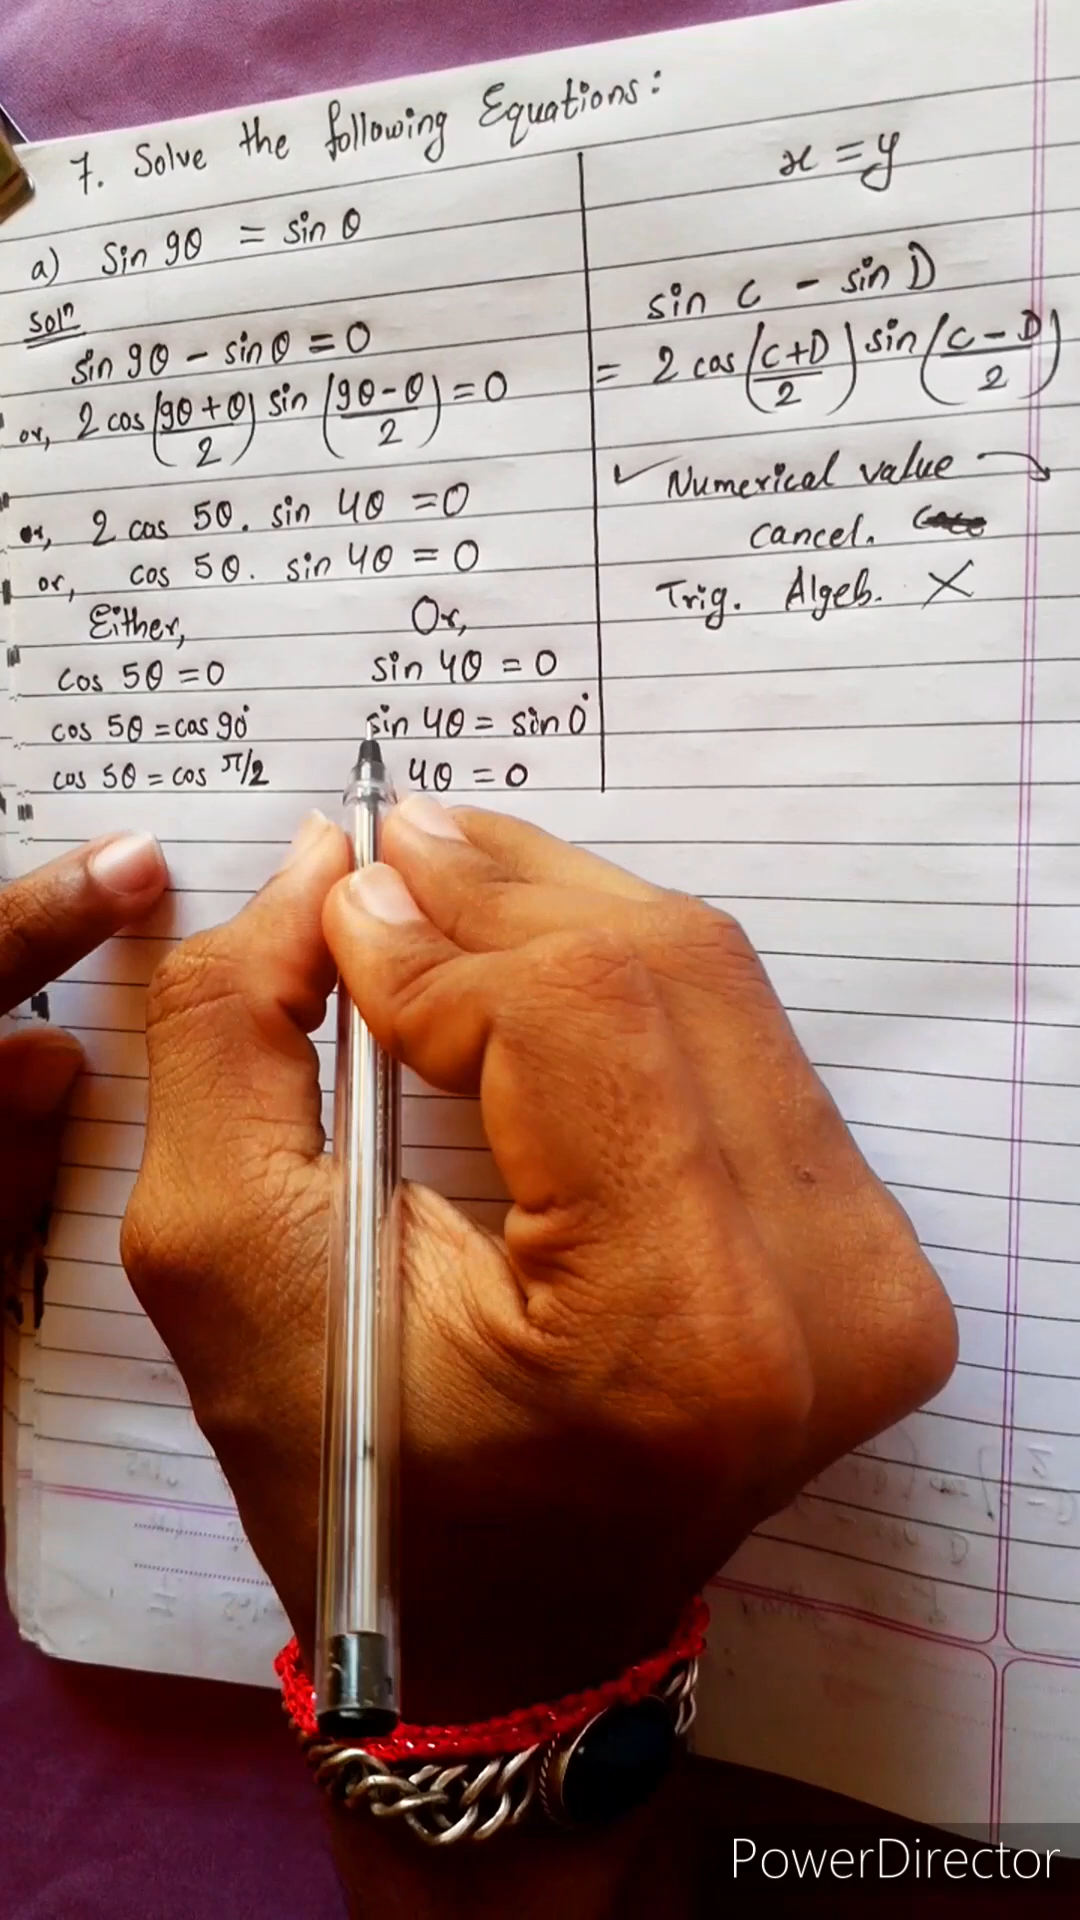 7. Solve the following Equations:
a) Sin 9θ = sin θ
Solⁿ
sin 9θ − sin θ = 0
or, 2 cos (9θ + θ / 2) sin (9θ − θ / 2) = 0
or, 2 cos 5θ. sin 4θ = 0
or, cos 5θ. sin 4θ = 0
Either, Or,
cos 5θ = 0 sin 4θ = 0
cos 5θ = cos 90° sin 4θ = sin 0°
cos 5θ = cos π/2 4θ = 0
x = y
sin C − sin D
= 2 cos (C + D / 2) sin (C − D / 2)
✓ Numerical value →
cancel.
Trig. Algeb. ✗
PowerDirector